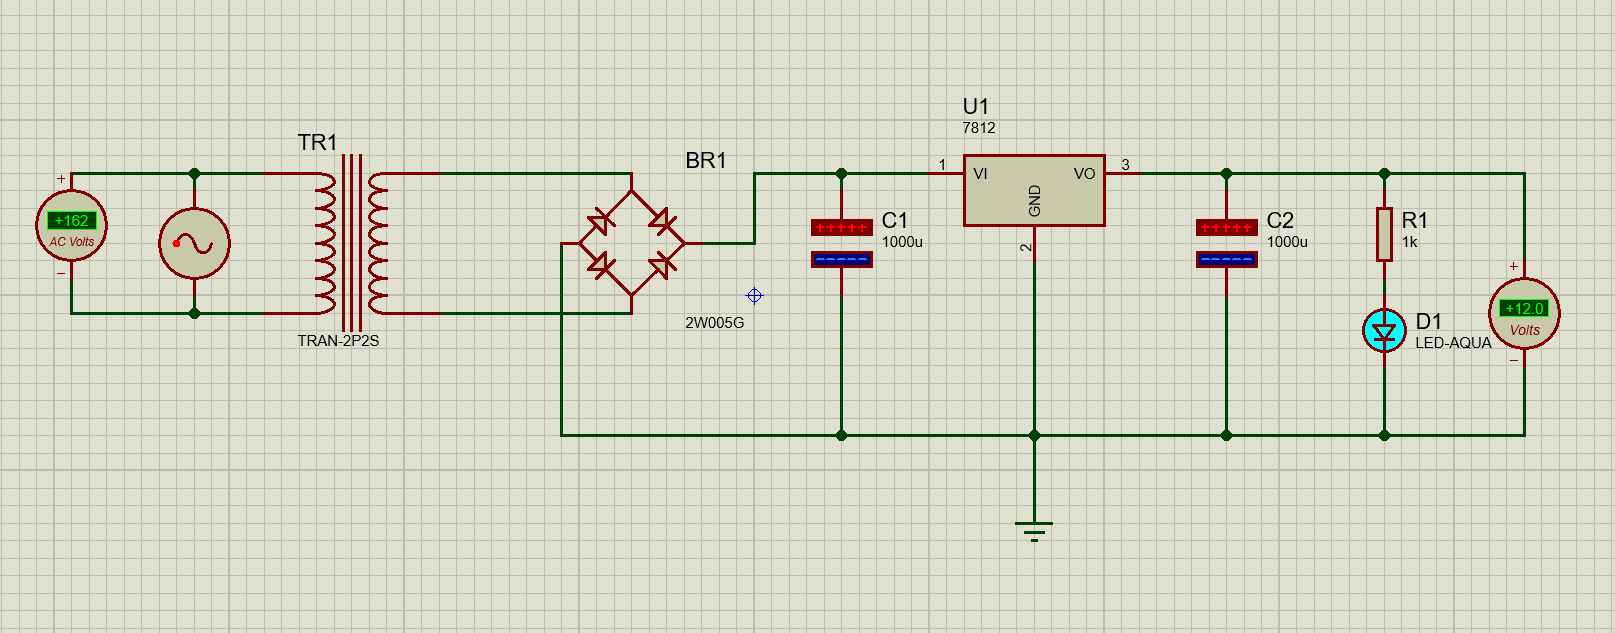 +162
AC Volts
TR1
TRAN-2P2S
BR1
2W005G
C1
1000u
U1
7812
1
VI
VO
3
GND
2
C2
1000u
R1
1k
D1
LED-AQUA
+12.0
Volts